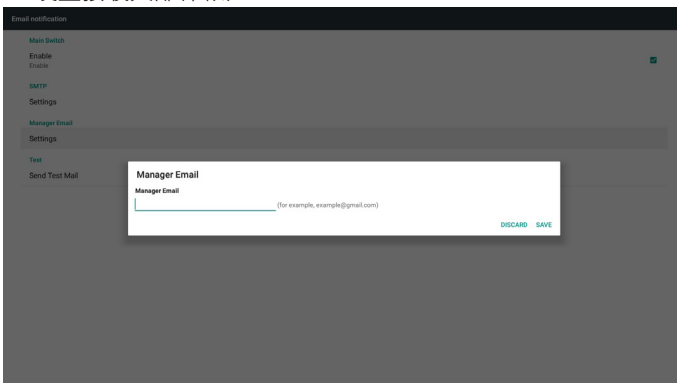 Email notification
Main Switch
Enable
Enable
SMTP
Settings
Manager Email
Settings
Test
Send Test Mail
Manager Email
Manager Email
(for example, example@gmail.com)
DISCARD SAVE